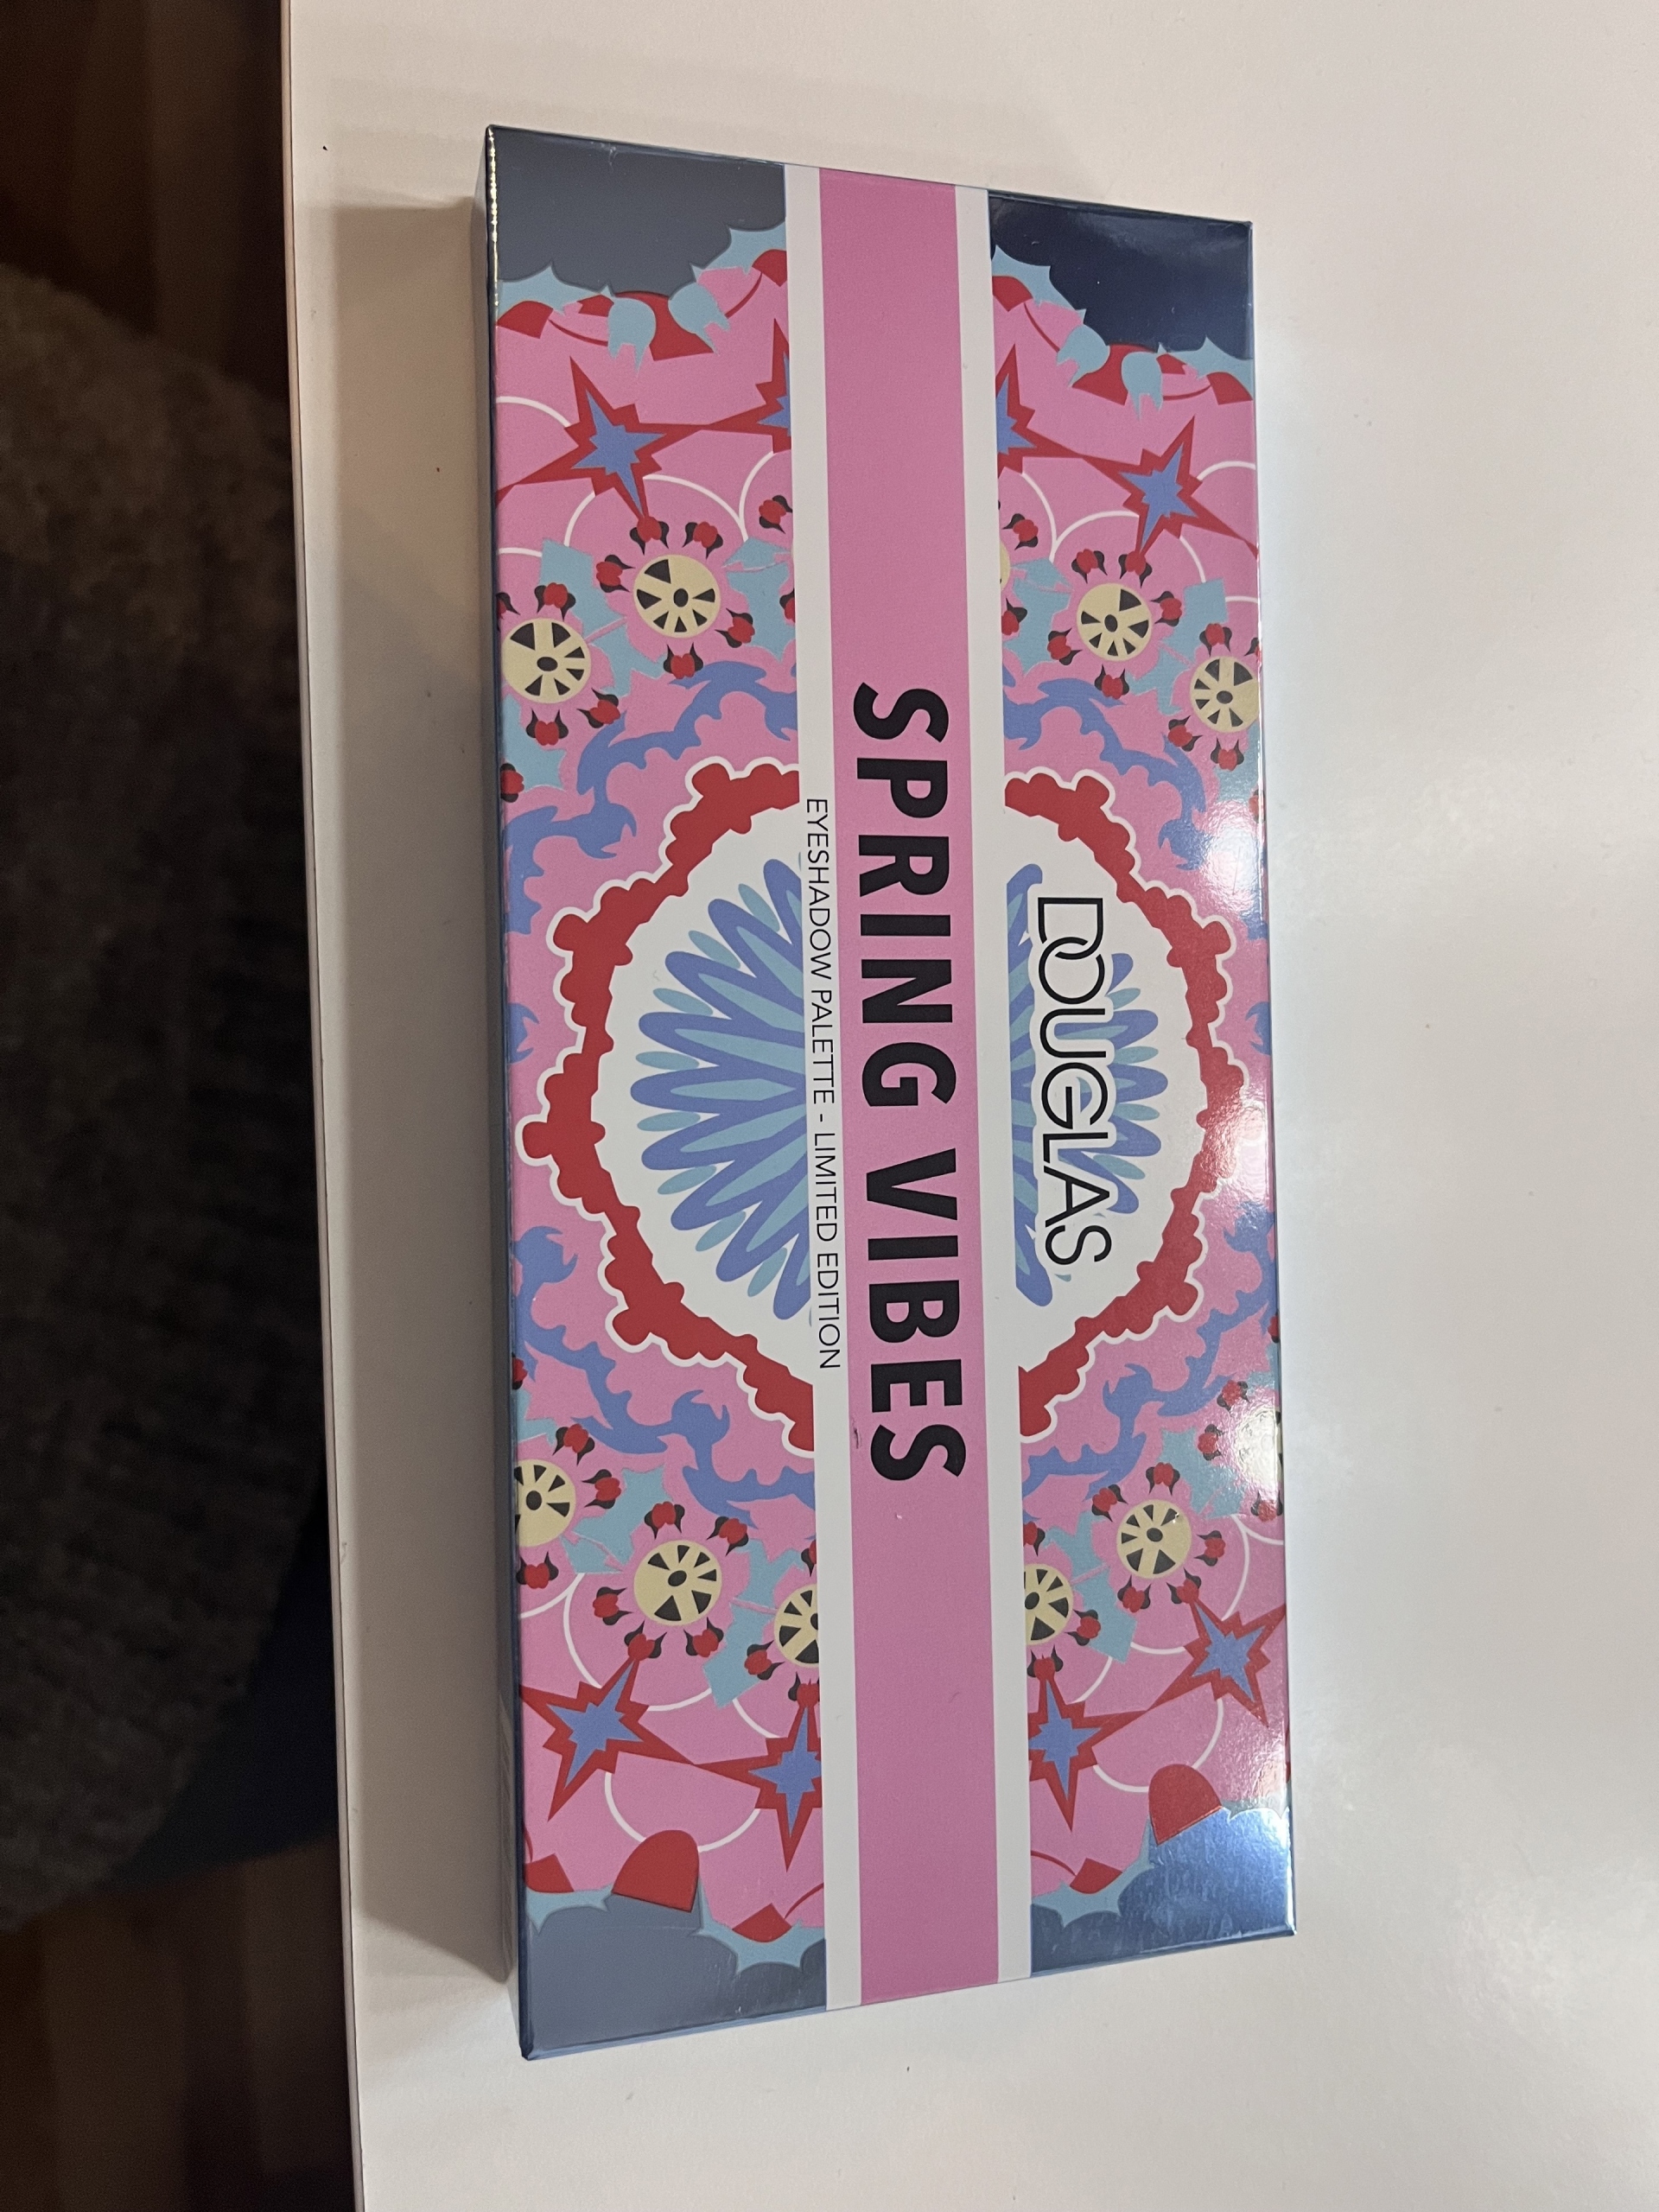 DOUGLAS
SPRING VIBES
EYESHADOW PALETTE - LIMITED EDITION